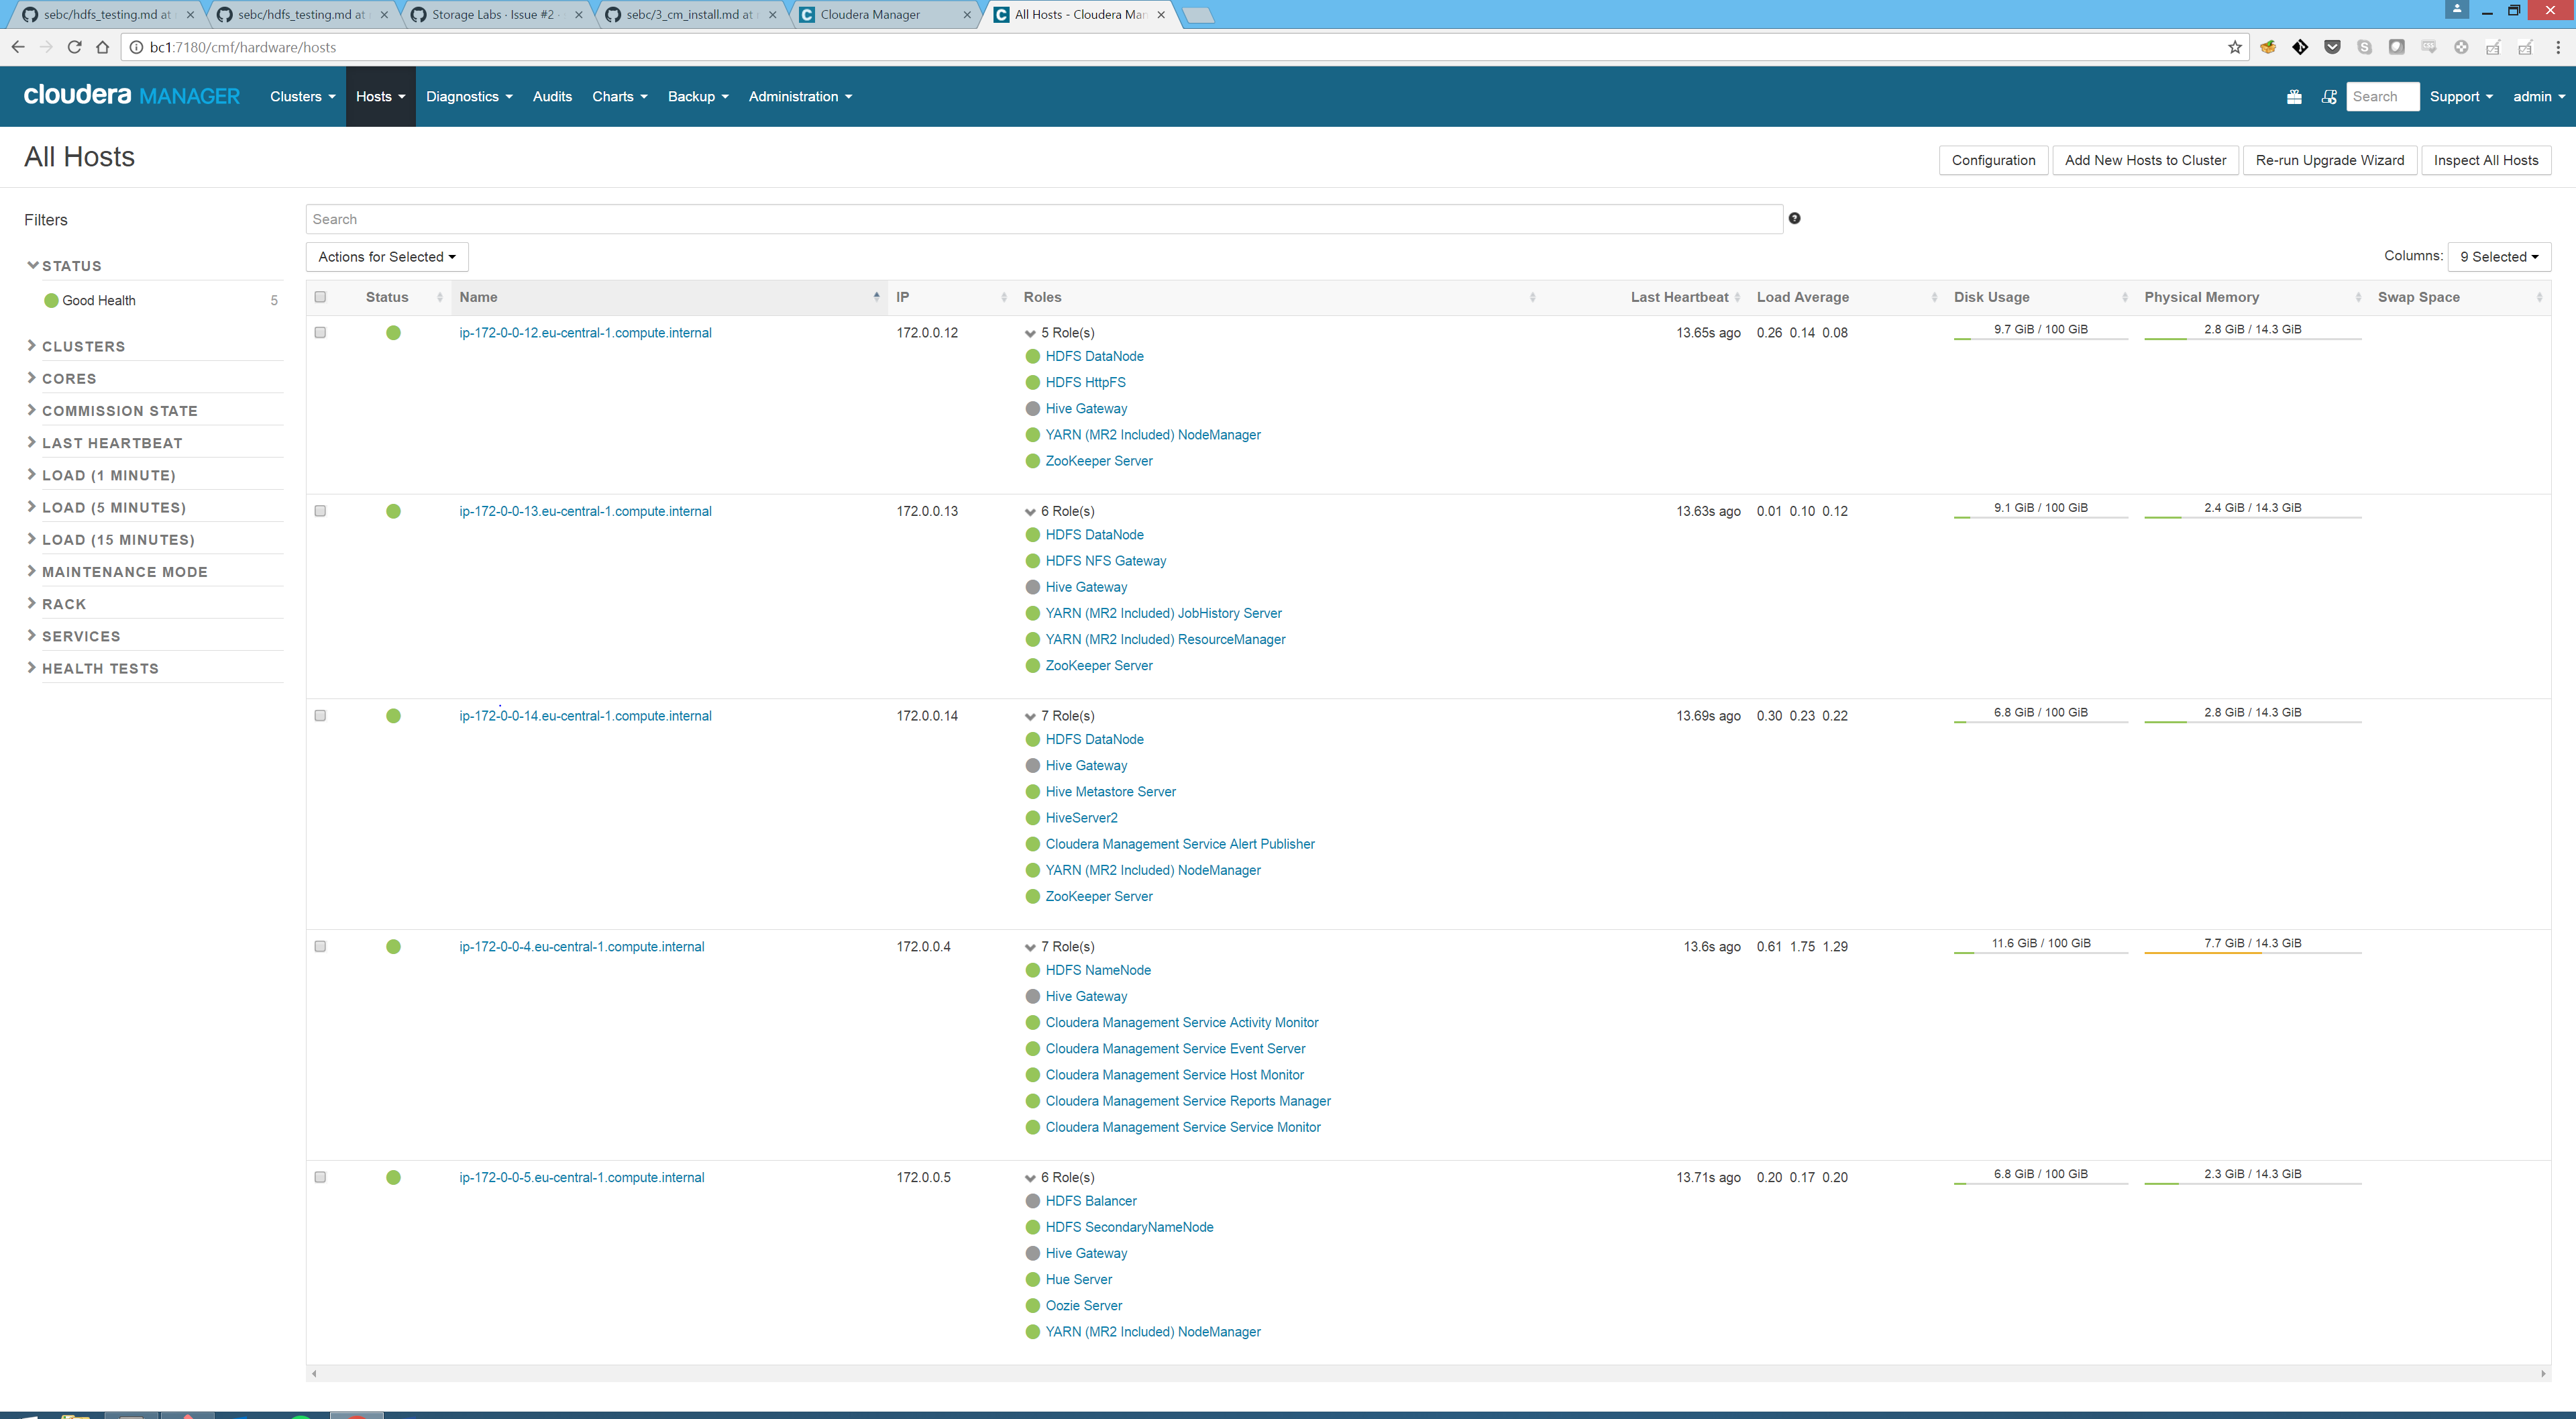 sebc/hdfs_testing.md at
sebc/hdfs_testing.md at
Storage Labs · Issue #2 ·
sebc/3_cm_install.md at
Cloudera Manager
All Hosts - Cloudera Man
bc1:7180/cmf/hardware/hosts
cloudera MANAGER Clusters Hosts Diagnostics Audits Charts Backup Administration Search Support admin
All Hosts
Configuration Add New Hosts to Cluster Re-run Upgrade Wizard Inspect All Hosts
Filters
STATUS
Good Health 5
CLUSTERS
CORES
COMMISSION STATE
LAST HEARTBEAT
LOAD (1 MINUTE)
LOAD (5 MINUTES)
LOAD (15 MINUTES)
MAINTENANCE MODE
RACK
SERVICES
HEALTH TESTS
Search
Actions for Selected
Columns: 9 Selected
Status Name IP Roles Last Heartbeat Load Average Disk Usage Physical Memory Swap Space
ip-172-0-0-12.eu-central-1.compute.internal 172.0.0.12 5 Role(s) 13.65s ago 0.26 0.14 0.08 9.7 GiB / 100 GiB 2.8 GiB / 14.3 GiB
HDFS DataNode
HDFS HttpFS
Hive Gateway
YARN (MR2 Included) NodeManager
ZooKeeper Server
ip-172-0-0-13.eu-central-1.compute.internal 172.0.0.13 6 Role(s) 13.63s ago 0.01 0.10 0.12 9.1 GiB / 100 GiB 2.4 GiB / 14.3 GiB
HDFS DataNode
HDFS NFS Gateway
Hive Gateway
YARN (MR2 Included) JobHistory Server
YARN (MR2 Included) ResourceManager
ZooKeeper Server
ip-172-0-0-14.eu-central-1.compute.internal 172.0.0.14 7 Role(s) 13.69s ago 0.30 0.23 0.22 6.8 GiB / 100 GiB 2.8 GiB / 14.3 GiB
HDFS DataNode
Hive Gateway
Hive Metastore Server
HiveServer2
Cloudera Management Service Alert Publisher
YARN (MR2 Included) NodeManager
ZooKeeper Server
ip-172-0-0-4.eu-central-1.compute.internal 172.0.0.4 7 Role(s) 13.6s ago 0.61 1.75 1.29 11.6 GiB / 100 GiB 7.7 GiB / 14.3 GiB
HDFS NameNode
Hive Gateway
Cloudera Management Service Activity Monitor
Cloudera Management Service Event Server
Cloudera Management Service Host Monitor
Cloudera Management Service Reports Manager
Cloudera Management Service Service Monitor
ip-172-0-0-5.eu-central-1.compute.internal 172.0.0.5 6 Role(s) 13.71s ago 0.20 0.17 0.20 6.8 GiB / 100 GiB 2.3 GiB / 14.3 GiB
HDFS Balancer
HDFS SecondaryNameNode
Hive Gateway
Hue Server
Oozie Server
YARN (MR2 Included) NodeManager